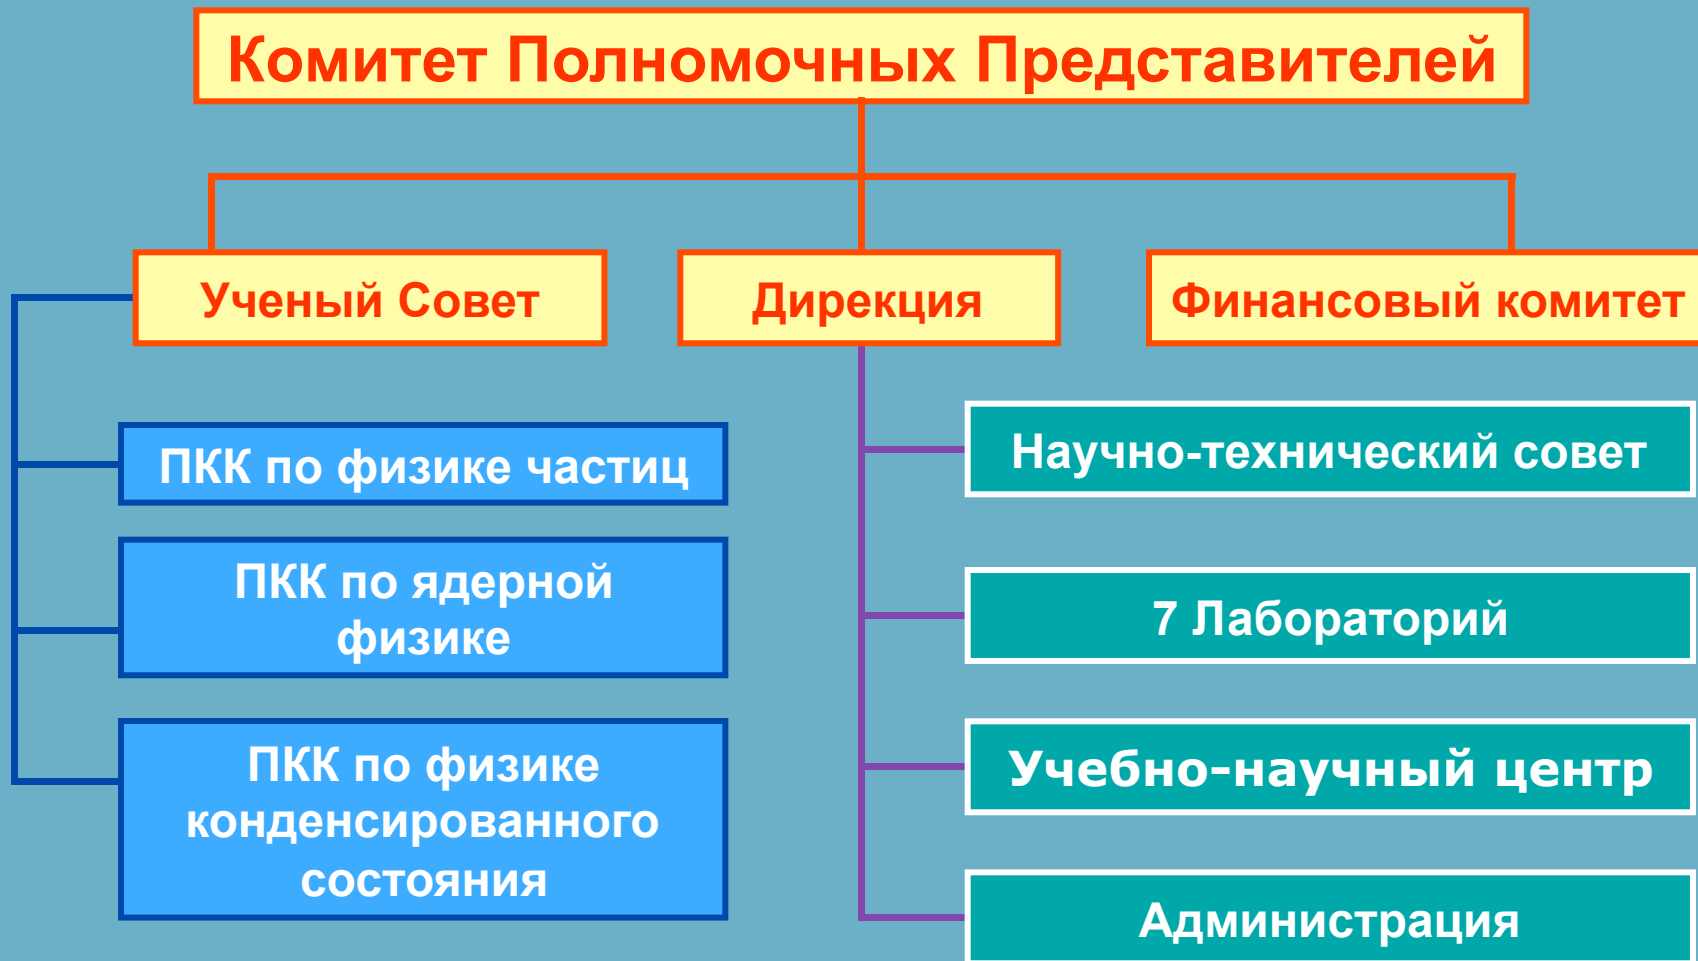 Комитет Полномочных Представителей
Ученый Совет
Дирекция
Финансовый комитет
ПКК по физике частиц
ПКК по ядерной
физике
ПКК по физике
конденсированного
состояния
Научно-технический совет
7 Лабораторий
Учебно-научный центр
Администрация